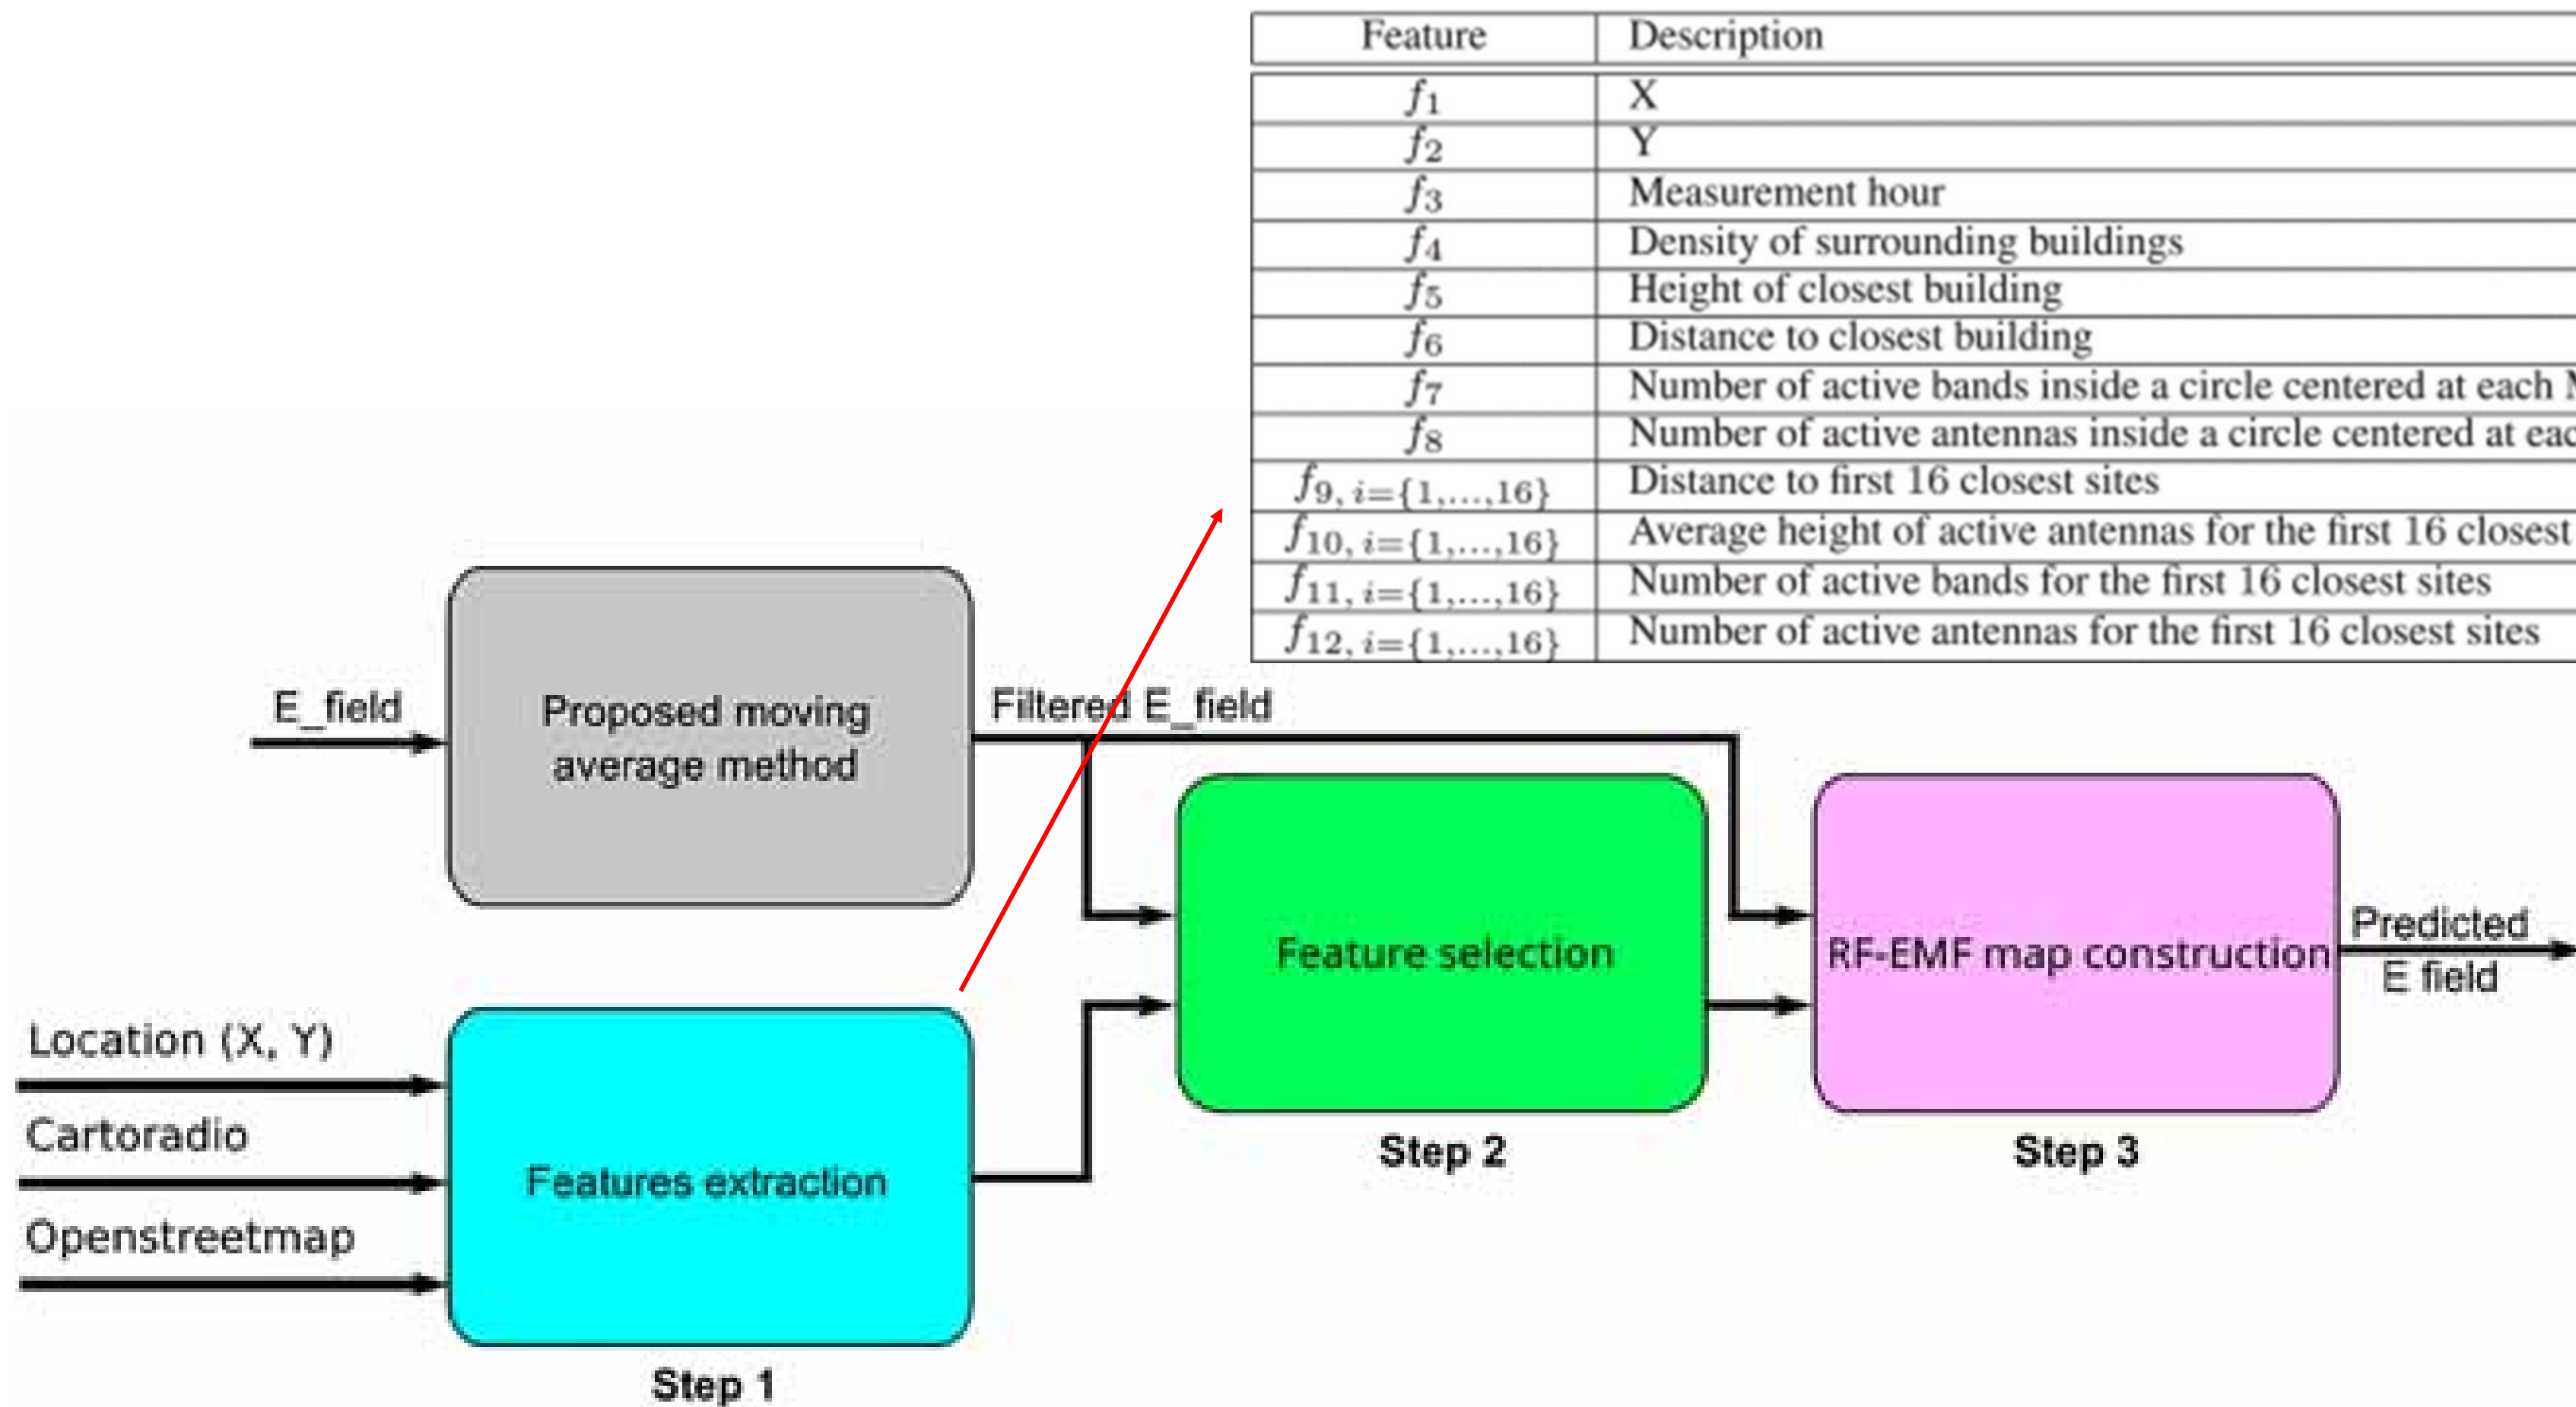 Feature Description
f1 X
f2 Y
f3 Measurement hour
f4 Density of surrounding buildings
f5 Height of closest building
f6 Distance to closest building
f7 Number of active bands inside a circle centered at each
f8 Number of active antennas inside a circle centered at
f9, i={1,...,16} Distance to first 16 closest sites
f10, i={1,...,16} Average height of active antennas for the first 16 closest
f11, i={1,...,16} Number of active bands for the first 16 closest sites
f12, i={1,...,16} Number of active antennas for the first 16 closest sites
E_field
Proposed moving
average method
Filtered E_field
Feature selection
Step 2
RF-EMF map construction
Step 3
Predicted
E field
Location (X, Y)
Cartoradio
Openstreetmap
Features extraction
Step 1